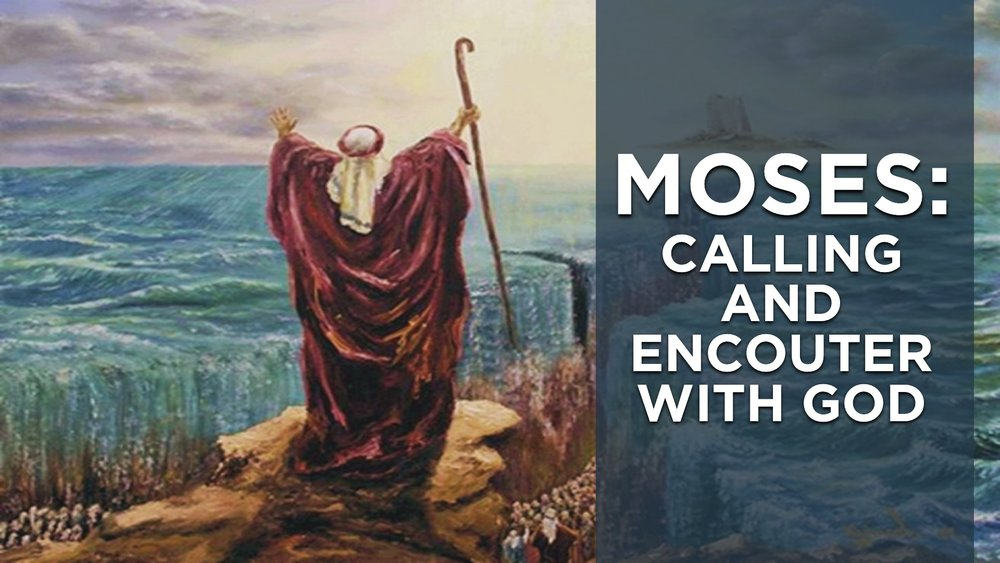 MOSES:
CALLING
AND
ENCOUTER
WITH GOD